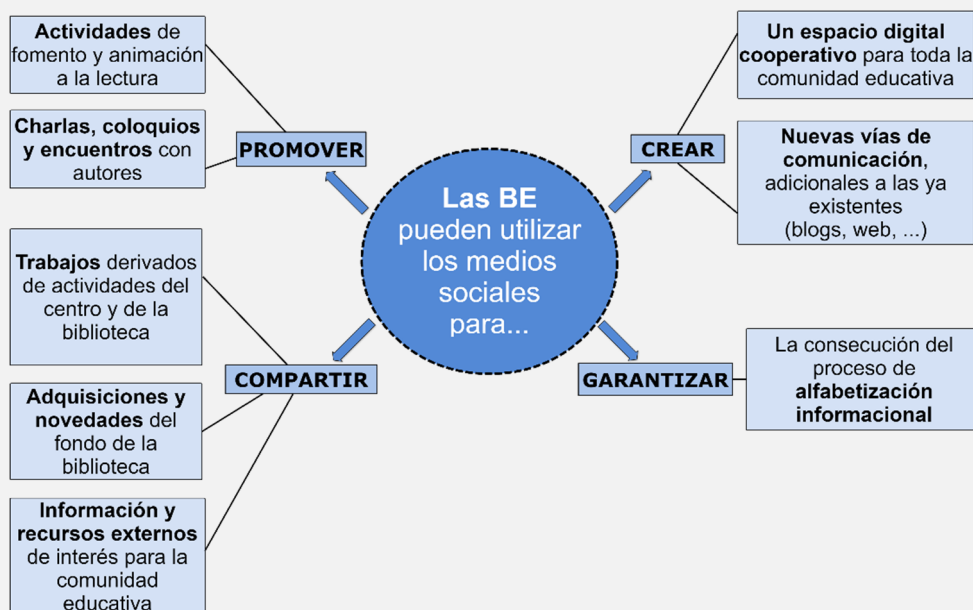 Las BE
pueden utilizar
los medios
sociales
para...
PROMOVER
Actividades de
fomento y animación
a la lectura
Charlas, coloquios
y encuentros con
autores
CREAR
Un espacio digital
cooperativo para toda la
comunidad educativa
Nuevas vías de
comunicación,
adicionales a las ya
existentes
(blogs, web, ...)
COMPARTIR
Trabajos derivados
de actividades del
centro y de la
biblioteca
Adquisiciones y
novedades del
fondo de la
biblioteca
Información y
recursos externos
de interés para la
comunidad
educativa
GARANTIZAR
La consecución del
proceso de
alfabetización
informacional